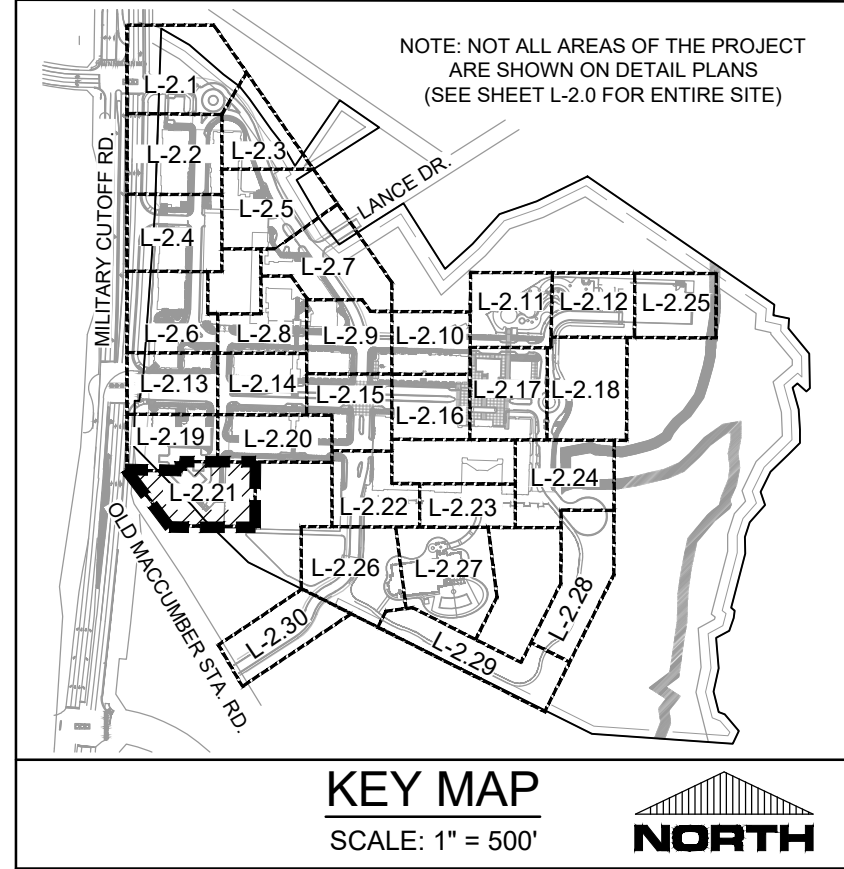 NOTE: NOT ALL AREAS OF THE PROJECT
ARE SHOWN ON DETAIL PLANS
(SEE SHEET L-2.0 FOR ENTIRE SITE)
MILITARY CUTOFF RD.
LANCE DR.
OLD MACCUMBER STA. RD.
L-2.1
L-2.2
L-2.3
L-2.4
L-2.5
L-2.7
L-2.6
L-2.8
L-2.9
L-2.10
L-2.11
L-2.12
L-2.25
L-2.13
L-2.14
L-2.15
L-2.16
L-2.17
L-2.18
L-2.19
L-2.20
L-2.21
L-2.22
L-2.23
L-2.24
L-2.26
L-2.27
L-2.28
L-2.29
L-2.30
KEY MAP
SCALE: 1" = 500'
NORTH